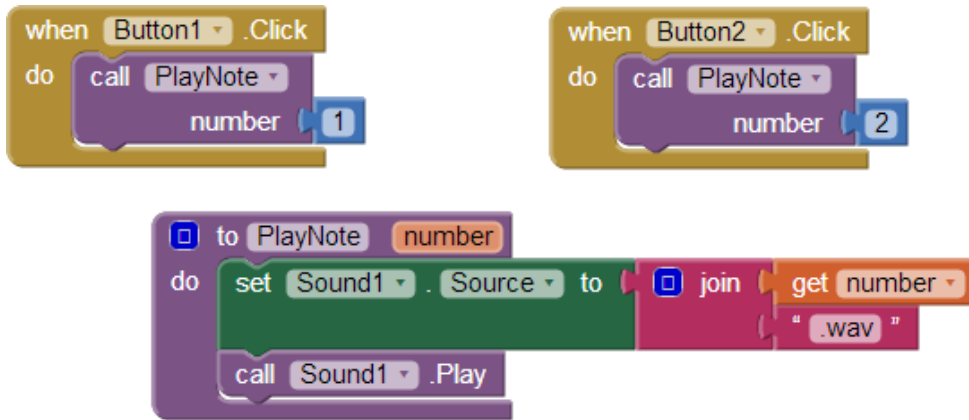 when Button1 .Click
do call PlayNote
number 1
when Button2 .Click
do call PlayNote
number 2
to PlayNote number
do set Sound1 . Source to join get number
" .wav "
call Sound1 .Play